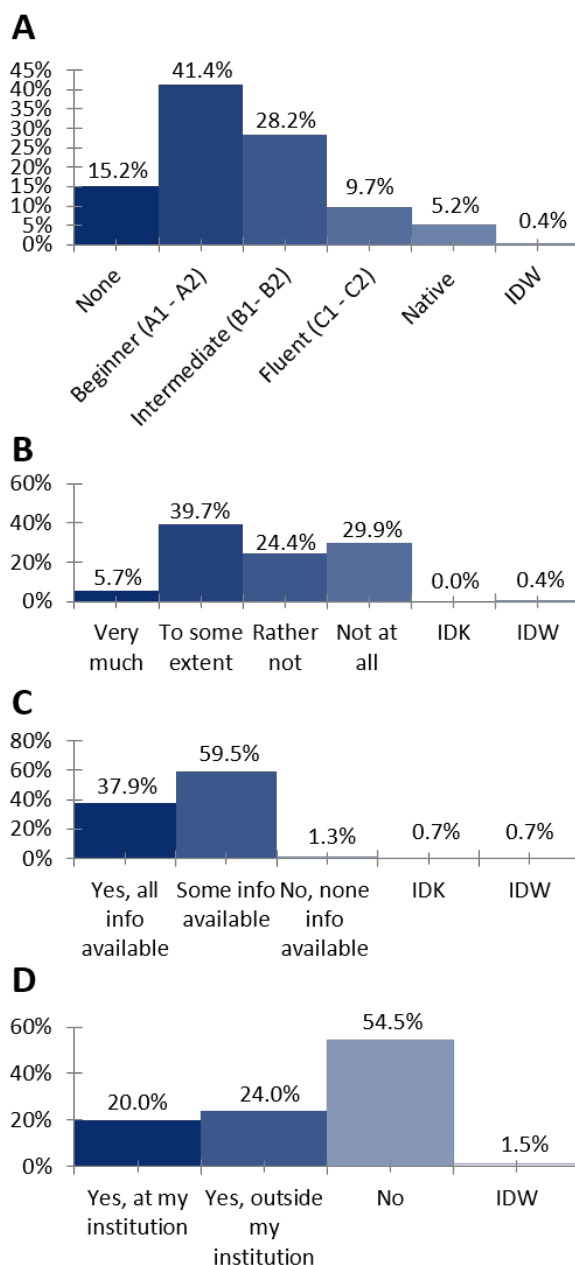 A
41.4%
45%
40%
35%
30%
25%
20%
15%
10%
5%
0%
15.2%
28.2%
9.7%
5.2%
0.4%
None
Beginner (A1 - A2)
Intermediate (B1- B2)
Fluent (C1 - C2)
Native
IDW
B
60%
40%
20%
0%
5.7%
39.7%
24.4%
29.9%
0.0%
0.4%
Very much
To some extent
Rather not
Not at all
IDK
IDW
C
80%
60%
40%
20%
0%
37.9%
59.5%
1.3%
0.7%
0.7%
Yes, all info available
Some info available
No, none info available
IDK
IDW
D
60%
40%
20%
0%
20.0%
24.0%
54.5%
1.5%
Yes, at my institution
Yes, outside my institution
No
IDW